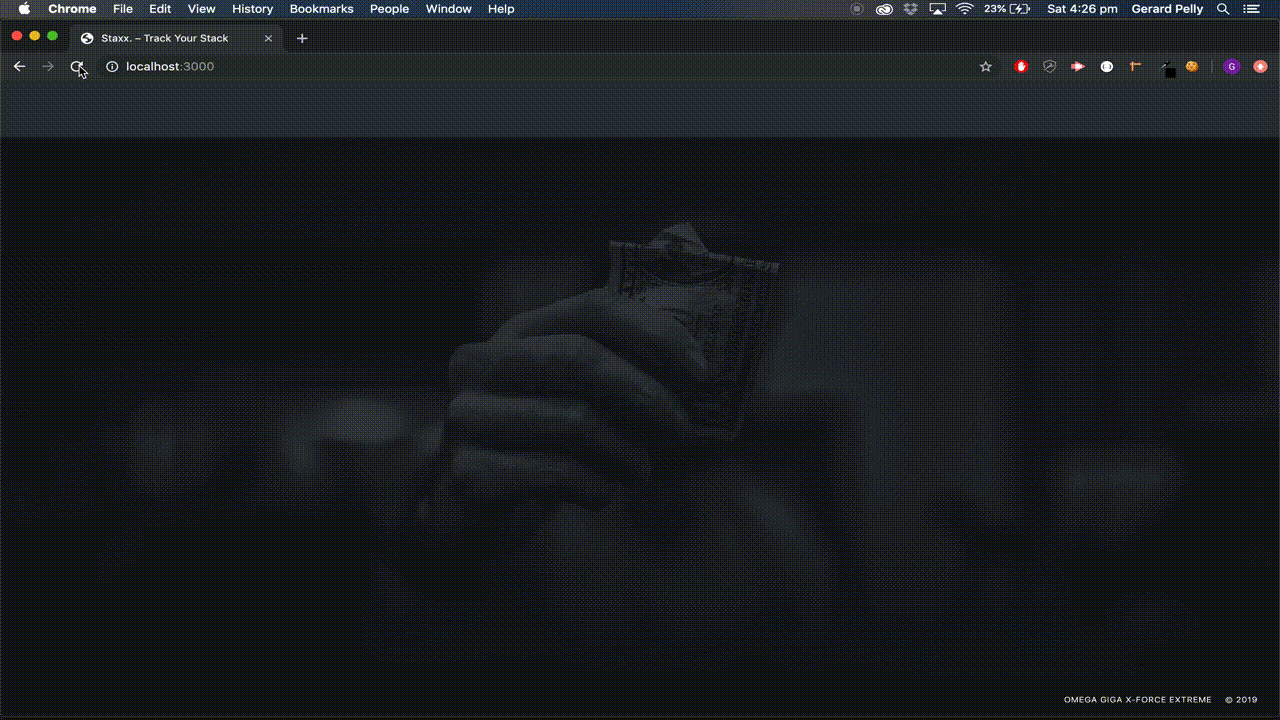 Chrome File Edit View History Bookmarks People Window Help 23% Sat 4:26 pm Gerard Pelly
Staxx. – Track Your Stack
localhost:3000
G
OMEGA GIGA X-FORCE EXTREME © 2019